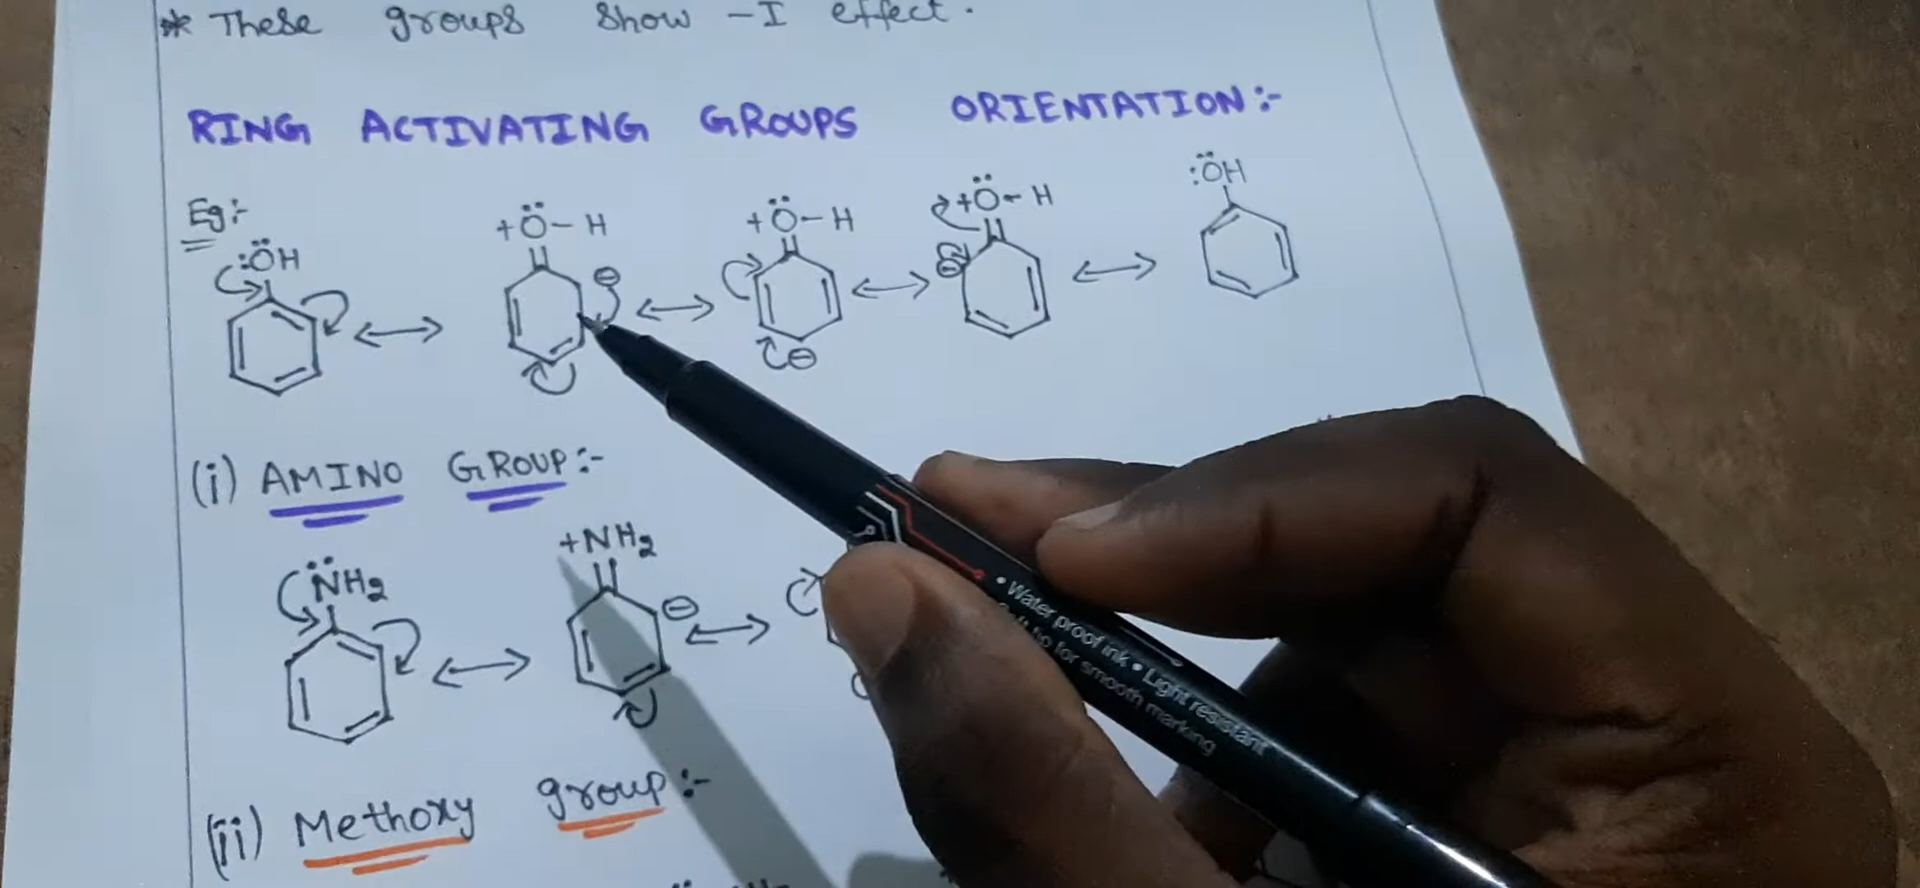 * These groups show -I effect.
RING ACTIVATING GROUPS ORIENTATION:-
Eg:-
:ÖH
+Ö-H
⊖
+Ö-H
⊖
+Ö-H
⊖
:ÖH
(i) AMINO GROUP:-
N̈H₂
+NH₂
⊖
(ii) Methoxy group:-
• Water proof ink • Light resistant
for smooth marking